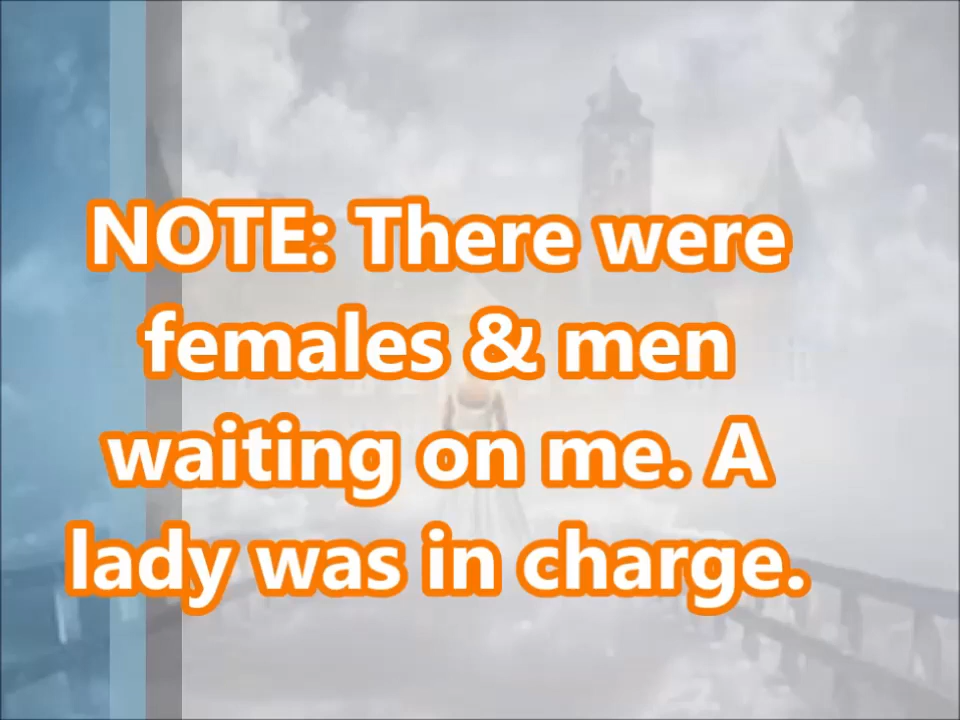 NOTE: There were
females & men
waiting on me. A
lady was in charge.